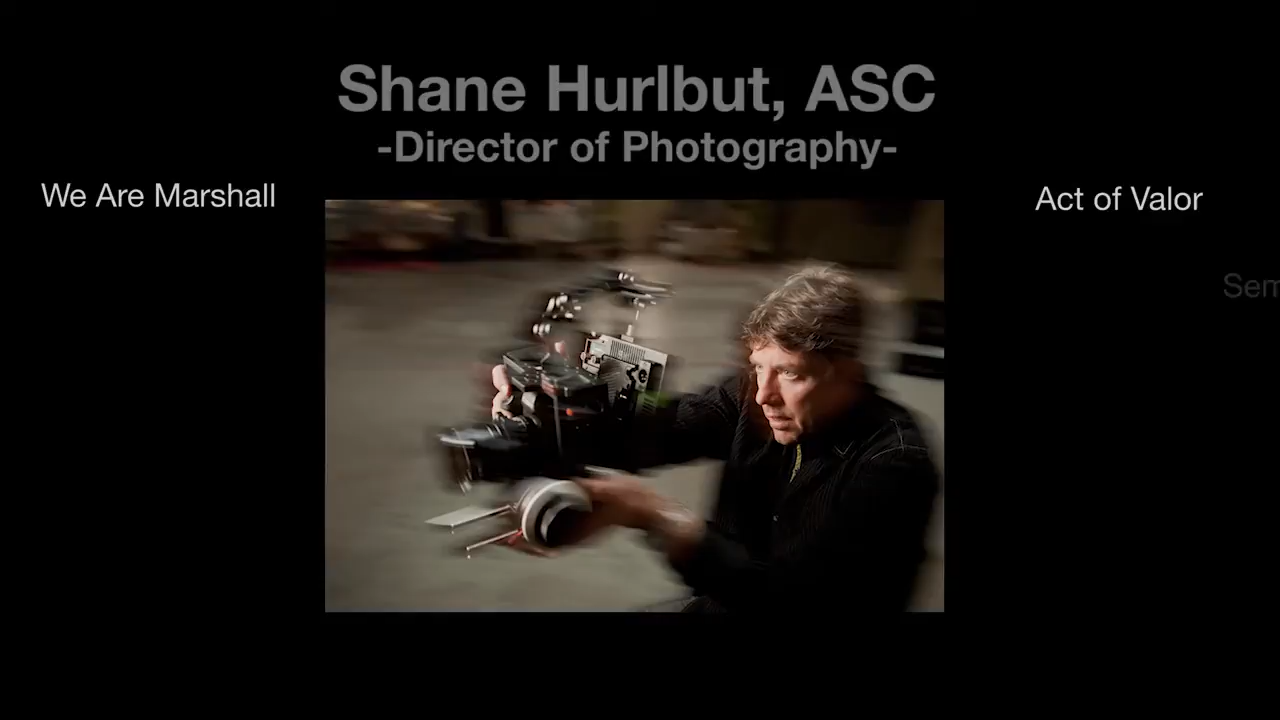 Shane Hurlbut, ASC
-Director of Photography-
We Are Marshall
Act of Valor